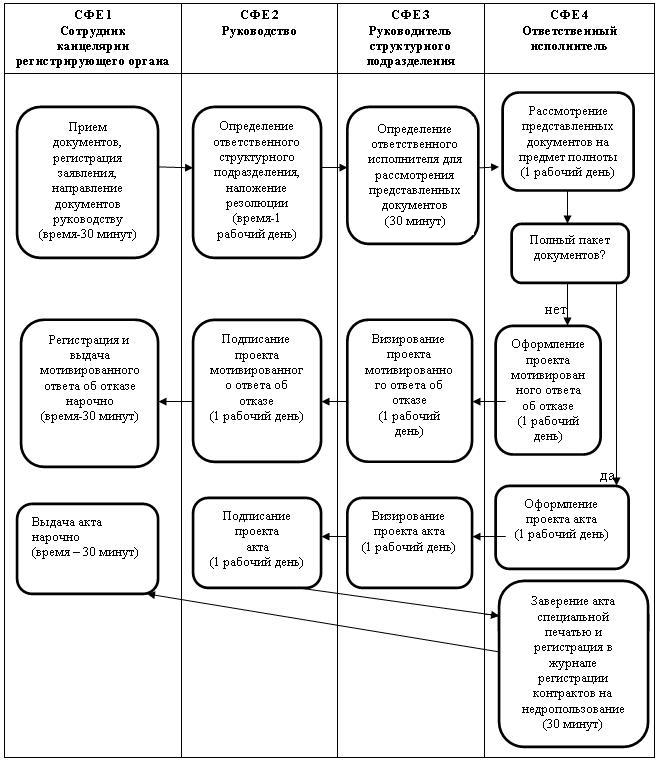 СФЕ 1
Сотрудник
канцелярии
регистрирующего органа
СФЕ 2
Руководство
СФЕ 3
Руководитель
структурного
подразделения
СФЕ 4
Ответственный
исполнитель
Прием
документов,
регистрация
заявления,
направление
документов
руководству
(время-30 минут)
Определение
ответственного
структурного
подразделения,
наложение
резолюции
(время-1
рабочий день)
Определение
ответственного
исполнителя для
рассмотрения
представленных
документов
(30 минут)
Рассмотрение
представленных
документов на
предмет полноты
(1 рабочий день)
Полный пакет
документов?
нет
Регистрация и
выдача
мотивированного
ответа об отказе
нарочно
(время-30 минут)
Подписание
проекта
мотивированног
о ответа об
отказе
(1 рабочий день)
Визирование
проекта
мотивированно
го ответа об
отказе
(1 рабочий
день)
Оформление
проекта
мотивирован
ного ответа
об отказе
(1 рабочий
день)
да
Выдача акта
нарочно
(время – 30 минут)
Подписание
проекта
акта
(1 рабочий день)
Визирование
проекта акта
(1 рабочий день)
Оформление
проекта акта
(1 рабочий день)
Заверение акта
специальной
печатью и
регистрация в
журнале
регистрации
контрактов на
недропользование
(30 минут)